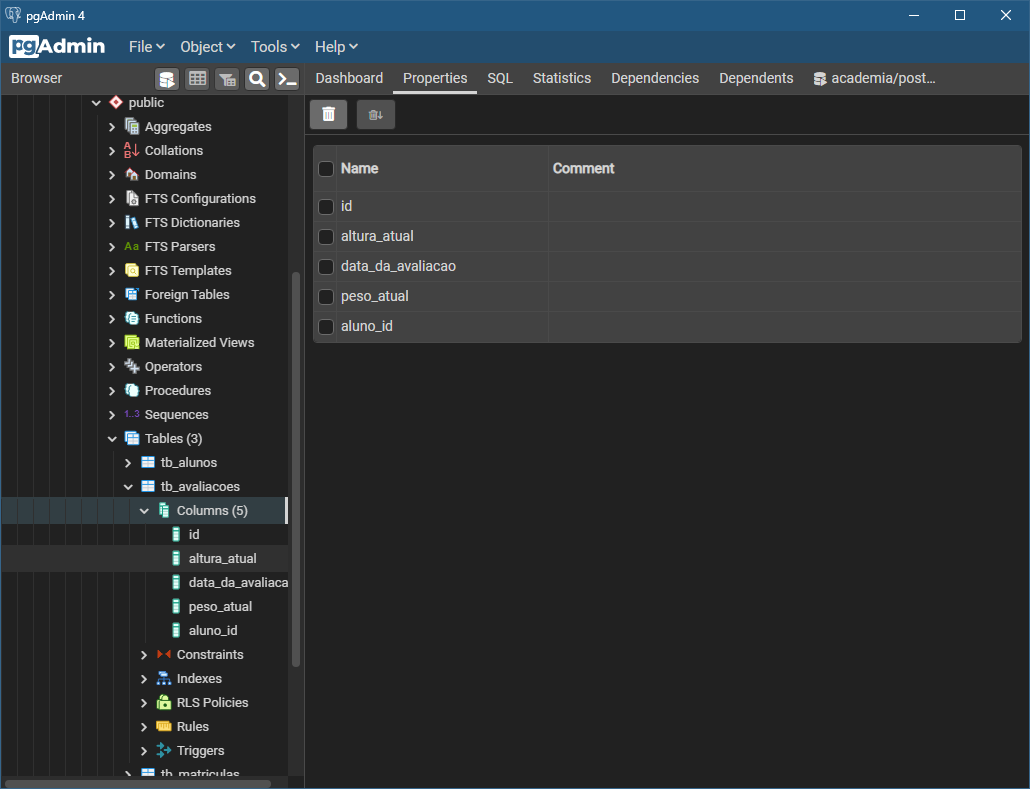 pgAdmin 4
pgAdmin File Object Tools Help
Browser
Dashboard Properties SQL Statistics Dependencies Dependents academia/post...
public
Aggregates
Collations
Domains
FTS Configurations
FTS Dictionaries
Aa FTS Parsers
FTS Templates
Foreign Tables
Functions
Materialized Views
Operators
Procedures
1..3 Sequences
Tables (3)
tb_alunos
tb_avaliacoes
Columns (5)
id
altura_atual
data_da_avaliaca
peso_atual
aluno_id
Constraints
Indexes
RLS Policies
Rules
Triggers
tb_matriculas
Name Comment
id
altura_atual
data_da_avaliacao
peso_atual
aluno_id